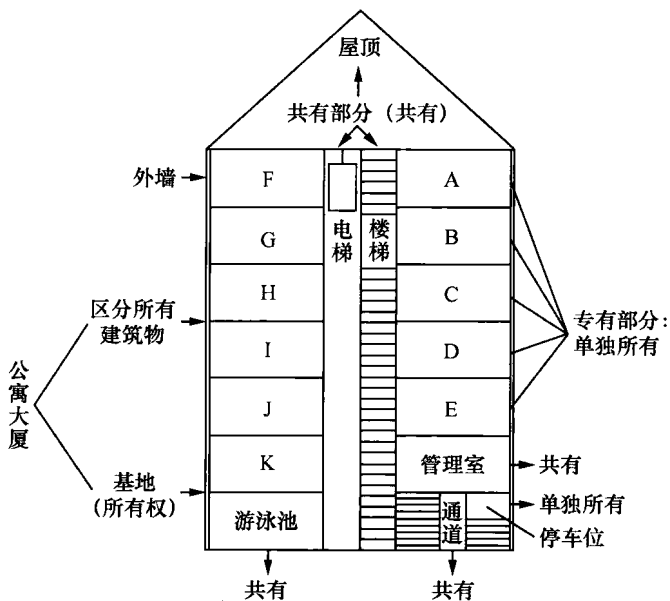 屋顶
共有部分（共有）
外墙
F
A
G
电梯
楼梯
B
H
C
区分所有
建筑物
专有部分：
单独所有
I
D
公寓大厦
J
E
K
管理室
共有
基地
（所有权）
游泳池
通道
单独所有
停车位
共有
共有